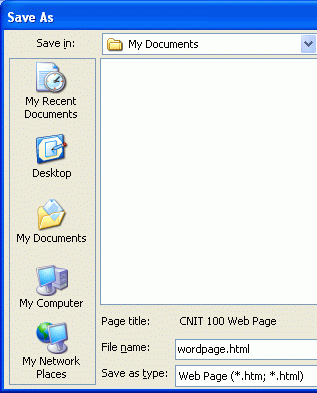 Save As
Save in:
My Documents
My Recent
Documents
Desktop
My Documents
My Computer
My Network
Places
Page title:
CNIT 100 Web Page
File name:
wordpage.html
Save as type:
Web Page (*.htm; *.html)